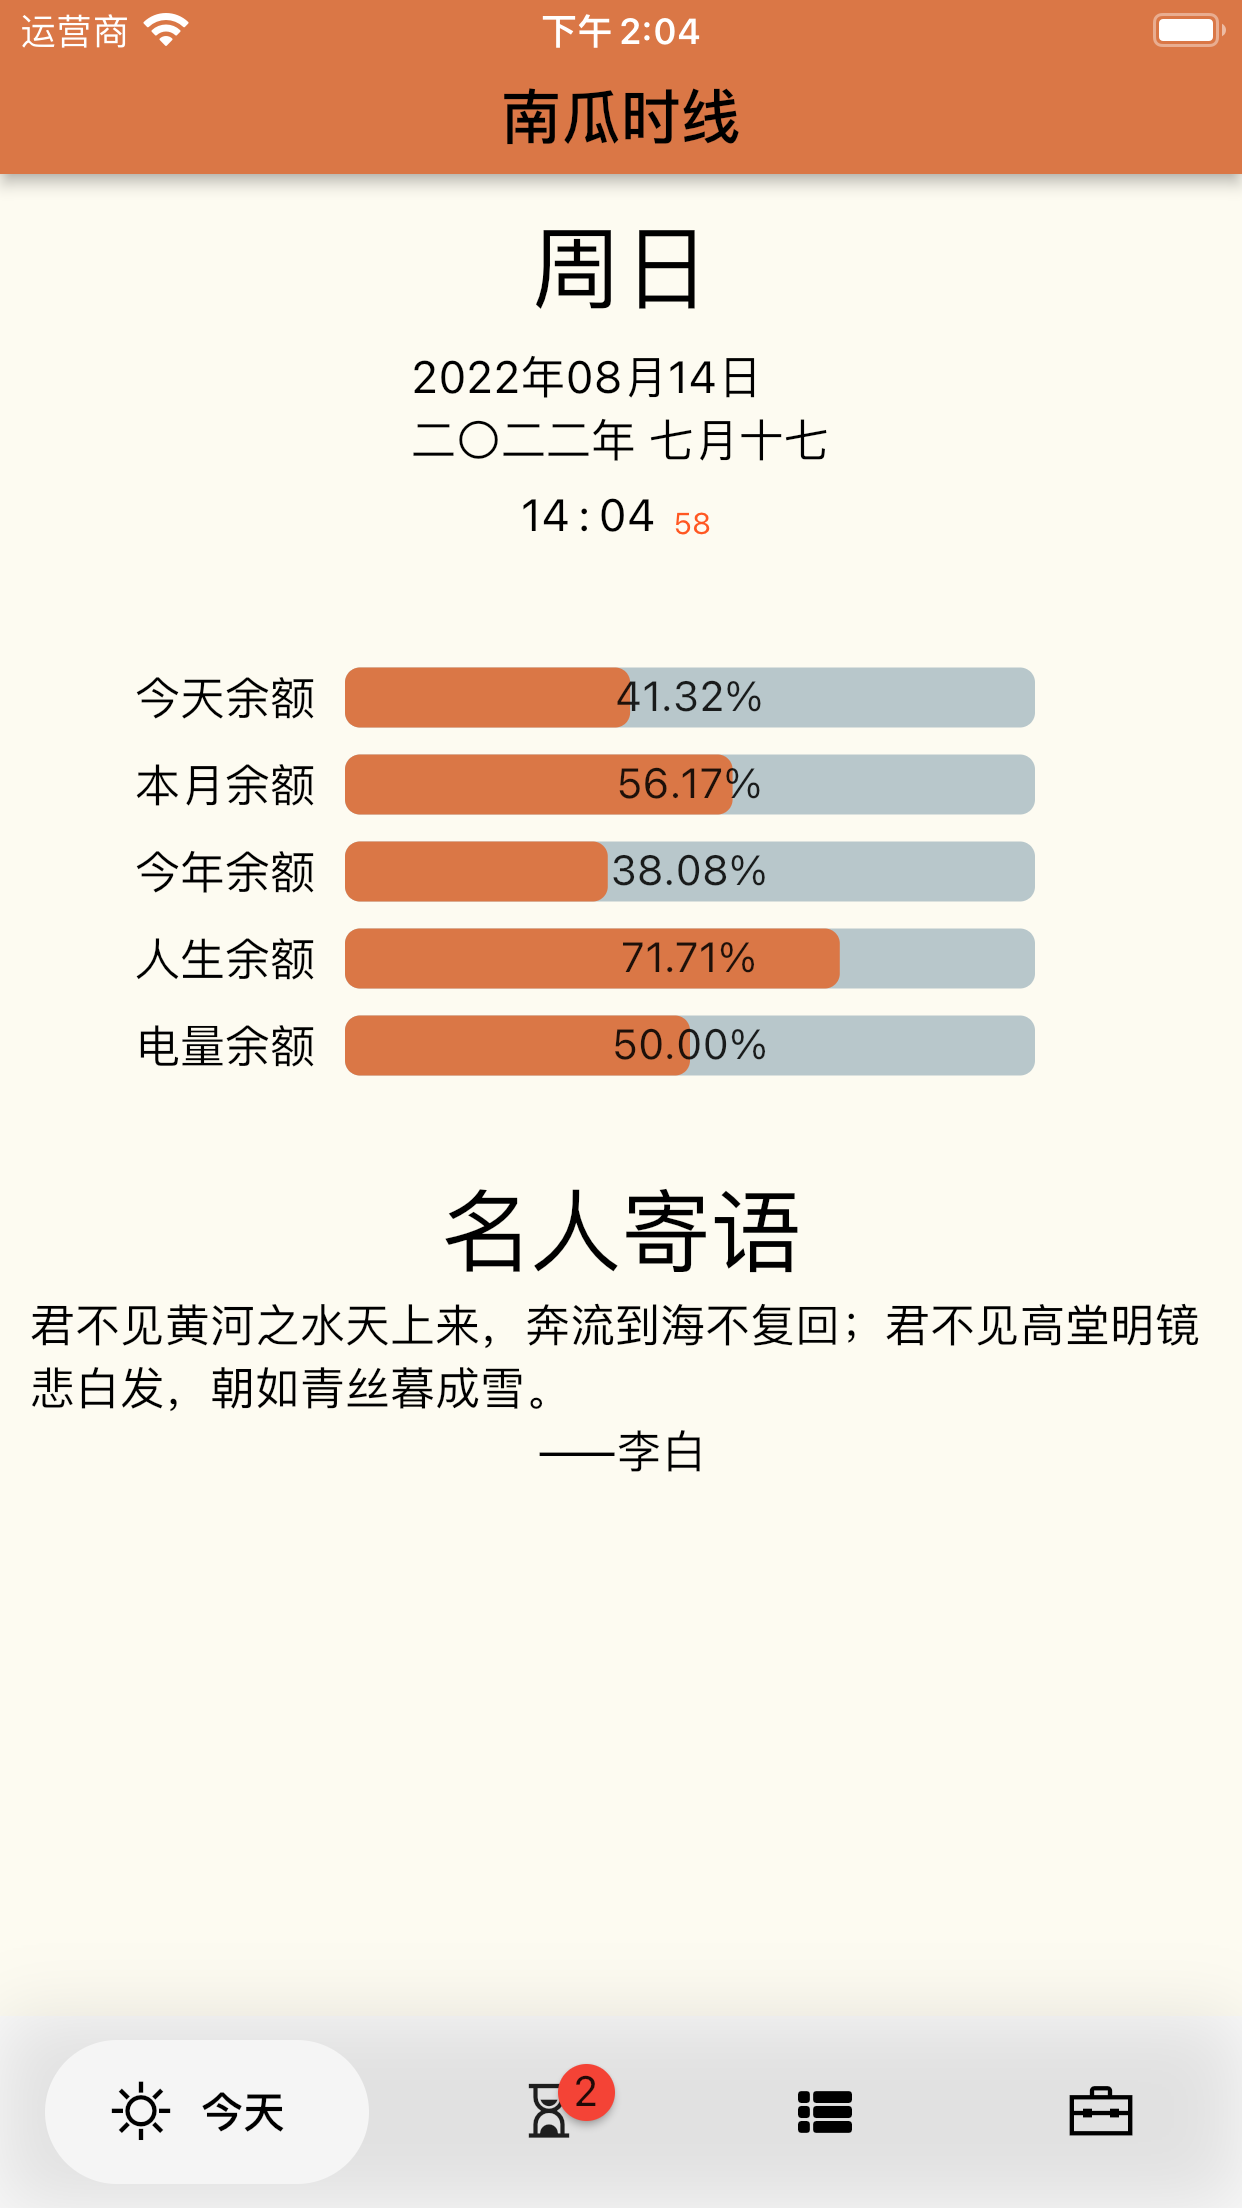 运营商 下午 2:04
南瓜时线
周日
2022年08月14日
二〇二二年 七月十七
14 : 04 58
今天余额 41.32%
本月余额 56.17%
今年余额 38.08%
人生余额 71.71%
电量余额 50.00%
名人寄语
君不见黄河之水天上来，奔流到海不复回；君不见高堂明镜
悲白发，朝如青丝暮成雪。
——李白
今天 2